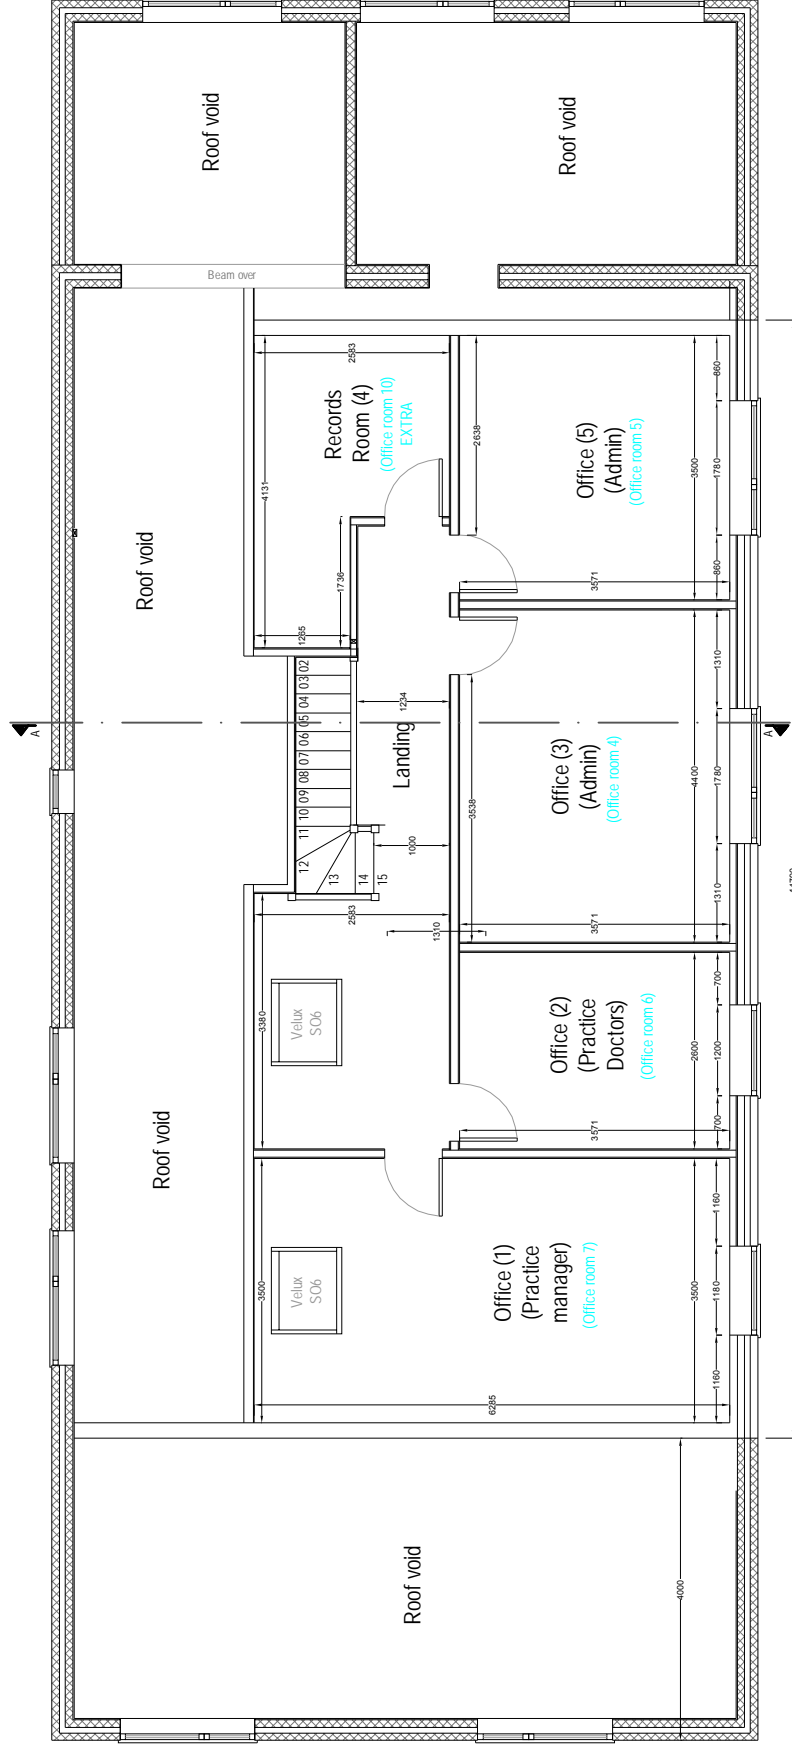 Roof void
Roof void
Beam over
Records
Room (4)
(Office room 10)
EXTRA
2583
4131
1736
1265
Office (5)
(Admin)
(Office room 5)
2638
3500
3571
860
1780
860
Roof void
02
03
04
05
06
07
08
09
10
11
12
13
14
15
Landing
1234
1000
A
A
Office (3)
(Admin)
(Office room 4)
3538
4400
3571
1310
1780
1310
2583
1310
3380
Velux
SO6
Office (2)
(Practice
Doctors)
(Office room 6)
2600
3571
700
1200
700
Roof void
Velux
SO6
3500
6285
Office (1)
(Practice
manager)
(Office room 7)
3500
1160
1180
1160
Roof void
4000